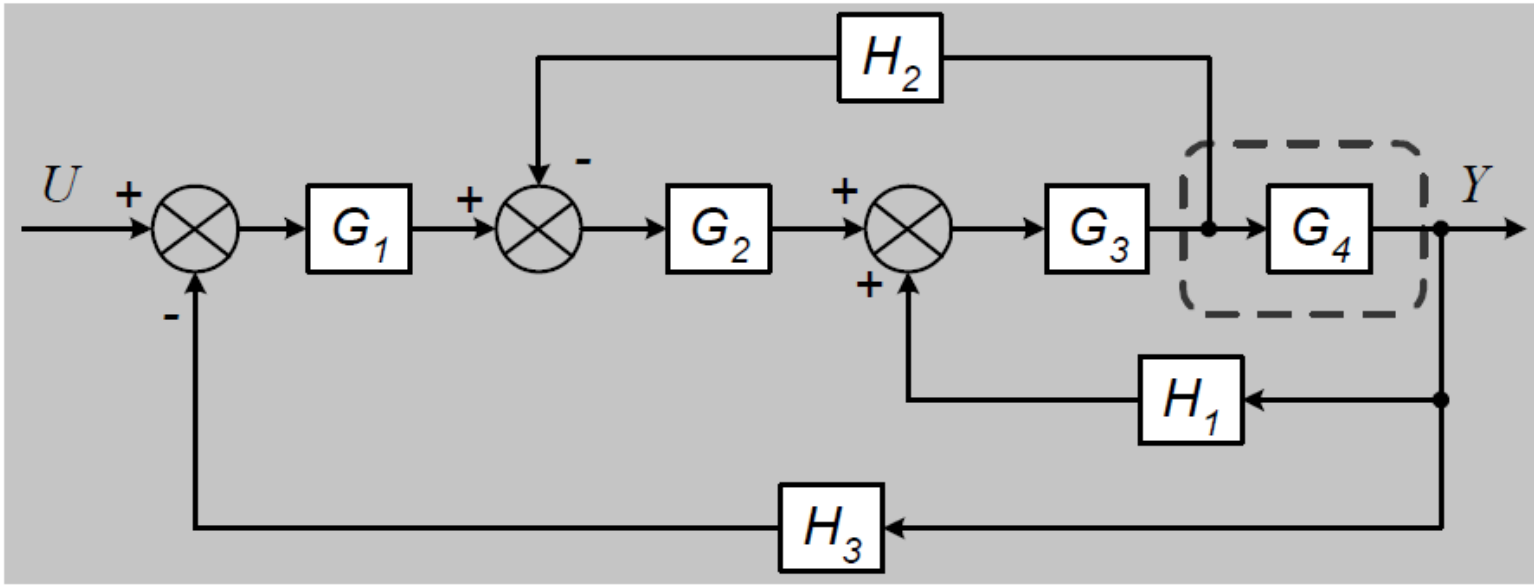 H2
-
U + + - +
G1 G2 G3 G4 Y
- +
H1
H3